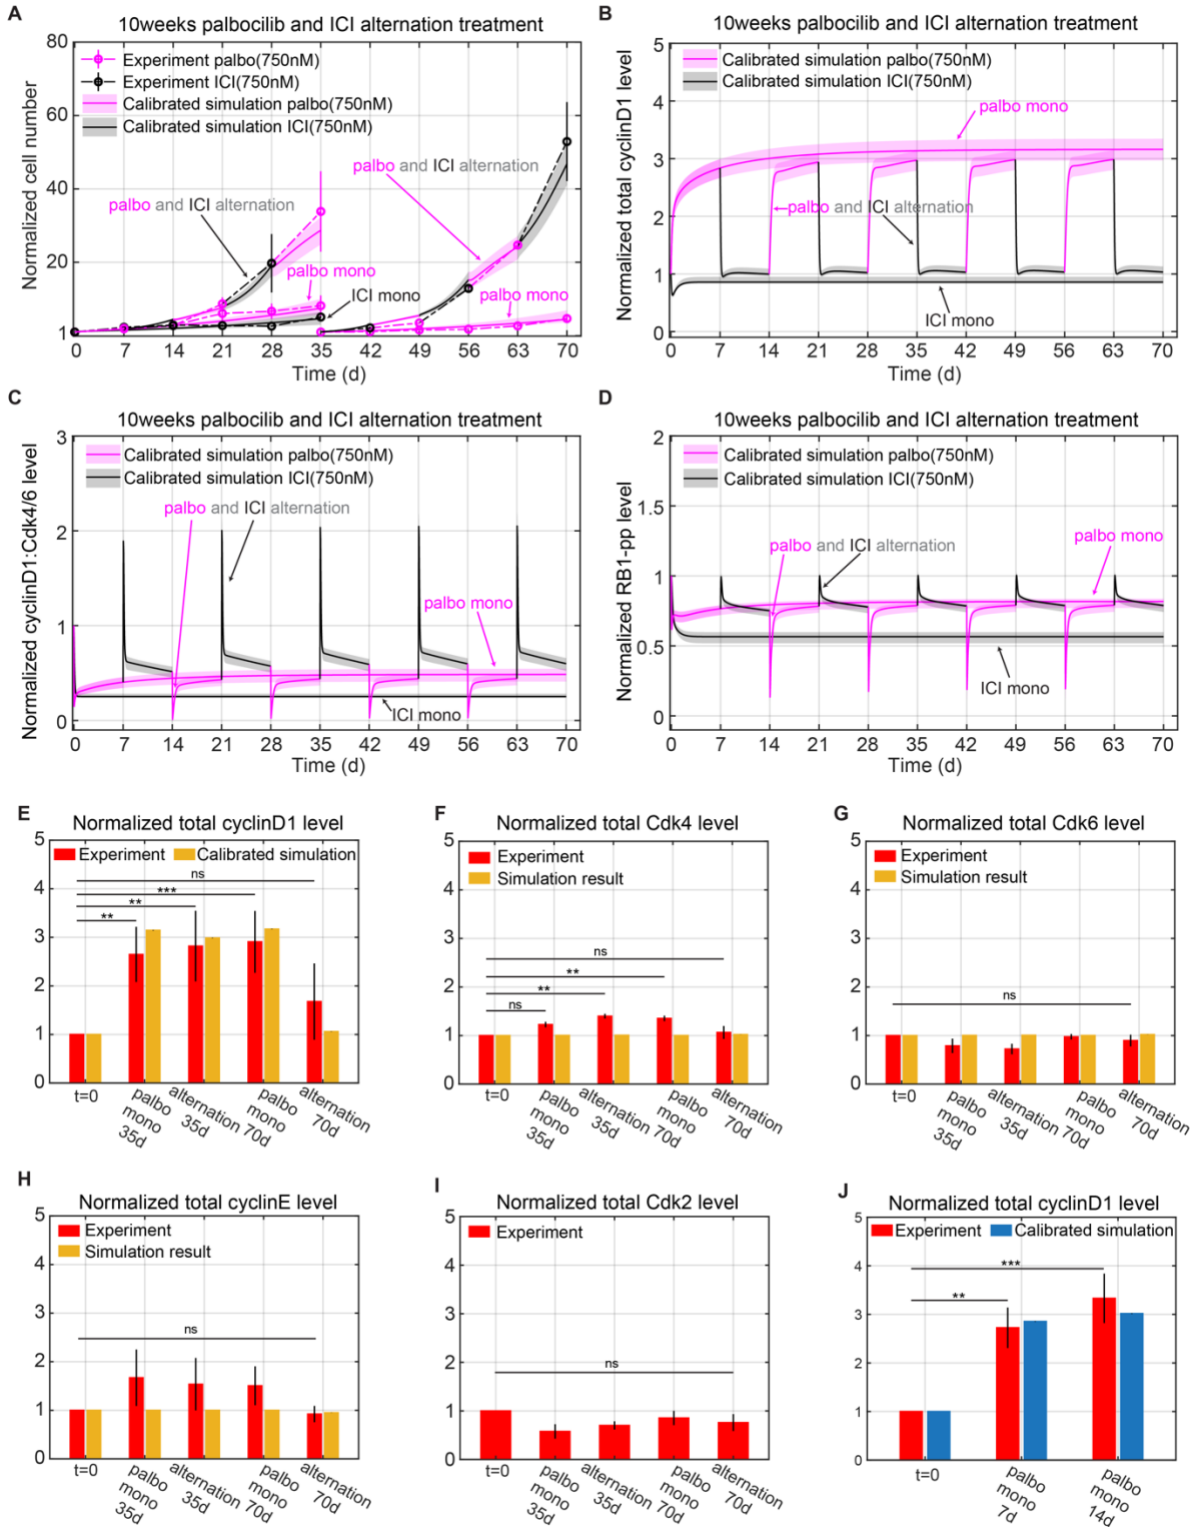 A
10weeks palbocilib and ICI alternation treatment
80
60
40
20
1
Normalized cell number
Experiment palbo(750nM)
Experiment ICI(750nM)
Calibrated simulation palbo(750nM)
Calibrated simulation ICI(750nM)
palbo and ICI alternation
palbo and ICI alternation
palbo mono
ICI mono
palbo mono
0 7 14 21 28 35 42 49 56 63 70
Time (d)
B
10weeks palbocilib and ICI alternation treatment
5
4
3
2
1
0
Normalized total cyclinD1 level
Calibrated simulation palbo(750nM)
Calibrated simulation ICI(750nM)
palbo mono
palbo and ICI alternation
ICI mono
0 7 14 21 28 35 42 49 56 63 70
Time (d)
C
10weeks palbocilib and ICI alternation treatment
3
2
1
0
Normalized cyclinD1:Cdk4/6 level
Calibrated simulation palbo(750nM)
Calibrated simulation ICI(750nM)
palbo and ICI alternation
palbo mono
ICI mono
0 7 14 21 28 35 42 49 56 63 70
Time (d)
D
10weeks palbocilib and ICI alternation treatment
2
1.5
1
0.5
0
Normalized RB1-pp level
Calibrated simulation palbo(750nM)
Calibrated simulation ICI(750nM)
palbo mono
palbo and ICI alternation
ICI mono
0 7 14 21 28 35 42 49 56 63 70
Time (d)
E
Normalized total cyclinD1 level
5
4
3
2
1
0
Experiment
Calibrated simulation
ns
***
**
**
t=0
palbo mono 35d
alternation 35d
palbo mono 70d
alternation 70d
F
Normalized total Cdk4 level
5
4
3
2
1
0
Experiment
Simulation result
ns
**
**
ns
t=0
palbo mono 35d
alternation 35d
palbo mono 70d
alternation 70d
G
Normalized total Cdk6 level
5
4
3
2
1
0
Experiment
Simulation result
ns
t=0
palbo mono 35d
alternation 35d
palbo mono 70d
alternation 70d
H
Normalized total cyclinE level
5
4
3
2
1
0
Experiment
Simulation result
ns
t=0
palbo mono 35d
alternation 35d
palbo mono 70d
alternation 70d
I
Normalized total Cdk2 level
5
4
3
2
1
0
Experiment
ns
t=0
palbo mono 35d
alternation 35d
palbo mono 70d
alternation 70d
J
Normalized total cyclinD1 level
5
4
3
2
1
0
Experiment
Calibrated simulation
***
**
t=0
palbo mono 7d
palbo mono 14d